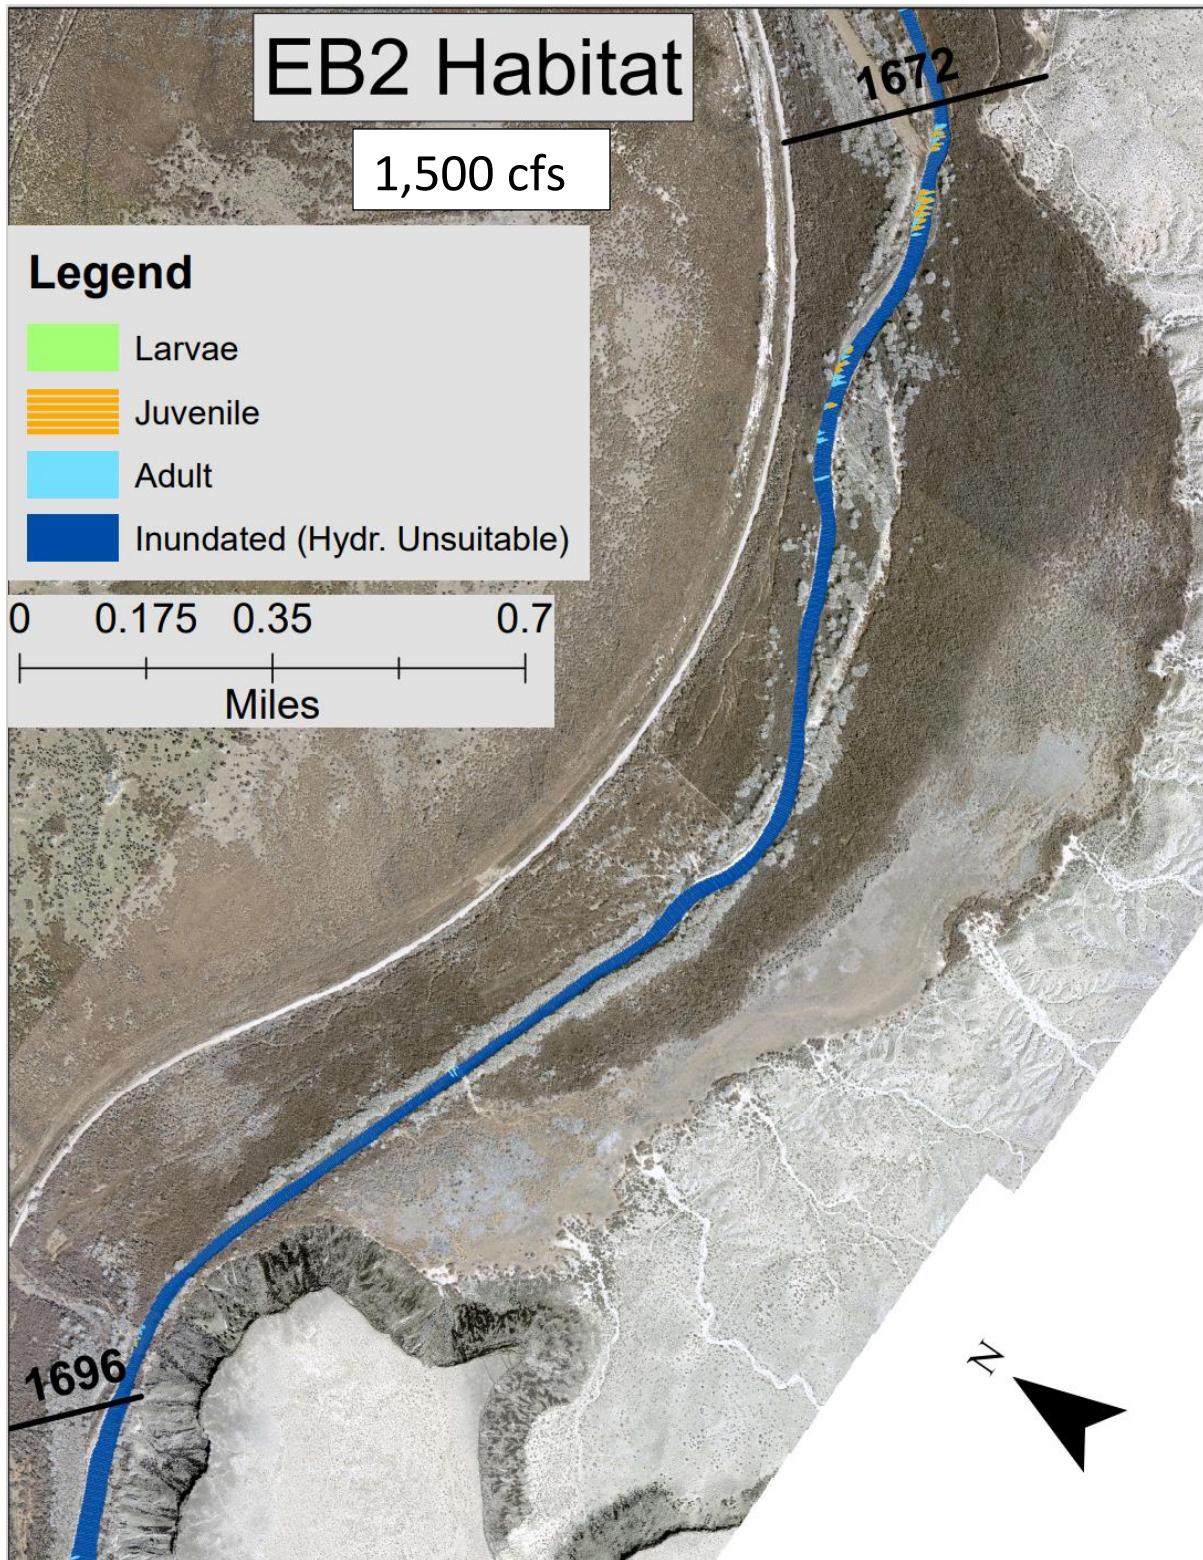 EB2 Habitat
1,500 cfs
1672
Legend
Larvae
Juvenile
Adult
Inundated (Hydr. Unsuitable)
0 0.175 0.35 0.7
Miles
1696
N